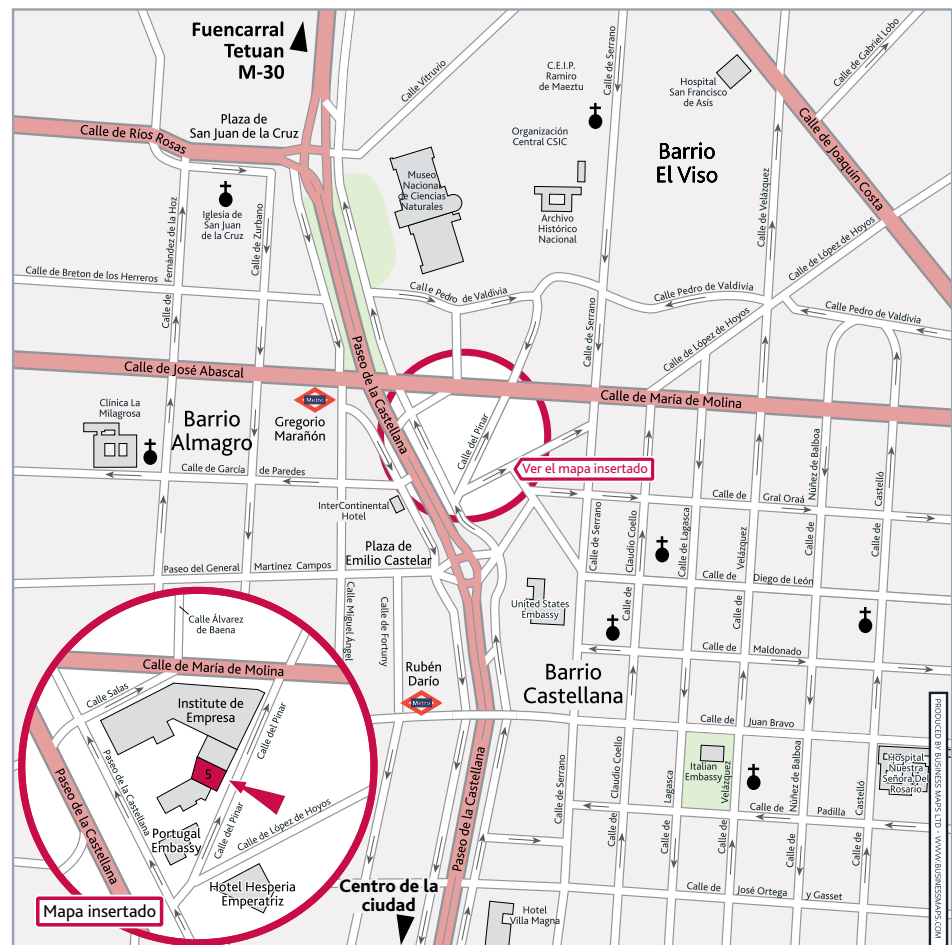 Fuencarral
Tetuan
M-30
Calle Vitruvio
Calle de Serrano
C.E.I.P.
Ramiro
de Maeztu
Hospital
San Francisco
de Asís
Calle de Gabriel Lobo
Plaza de
San Juan de la Cruz
Calle de Ríos Rosas
Organización
Central CSIC
Barrio
El Viso
Calle de Joaquín Costa
Museo
Nacional
de Ciencias
Naturales
Iglesia de
San Juan
de la Cruz
Archivo
Histórico
Nacional
Calle de Velázquez
Calle de López de Hoyos
Calle de Fernández de la Hoz
Calle de Zurbano
Calle de Breton de los Herreros
Calle Pedro de Valdivia
Calle Pedro de Valdivia
Calle Pedro de Valdivia
Calle de Serrano
Calle de López de Hoyos
Paseo de la Castellana
Calle de José Abascal
Calle de María de Molina
Clínica La
Milagrosa
Barrio
Almagro
Metro
Gregorio
Marañón
Calle del Pinar
Ver el mapa insertado
Calle de García de Paredes
InterContinental
Hotel
Plaza de
Emilio Castelar
Calle de Gral Oraá
Calle de Núñez de Balboa
Calle de Castelló
Calle de Serrano
Calle de Claudio Coello
Calle de Lagasca
Calle de Velázquez
Paseo del General Martínez Campos
Calle de Diego de León
Calle Miguel Ángel
Calle de Fortuny
United States
Embassy
Calle de Maldonado
Rubén
Darío
Metro
Barrio
Castellana
Calle de Juan Bravo
Paseo de la Castellana
Calle de Serrano
Calle de Claudio Coello
Calle de Lagasca
Italian
Embassy
Calle de Velázquez
Calle de Núñez de Balboa
Calle de Castelló
Hospital
Nuestra
Señora Del
Rosario
Calle de Padilla
Calle de José Ortega y Gasset
Hotel
Villa Magna
Centro de la
ciudad
Calle Álvarez
de Baena
Calle de María de Molina
Calle Salas
Institute de
Empresa
Calle del Pinar
5
Paseo de la Castellana
Paseo de la Castellana
Calle del Pinar
Calle de López de Hoyos
Portugal
Embassy
Hotel Hesperia
Emperatriz
Mapa insertado
PRODUCED BY BUSINESS MAPS LTD - WWW.BUSINESSMAPS.COM